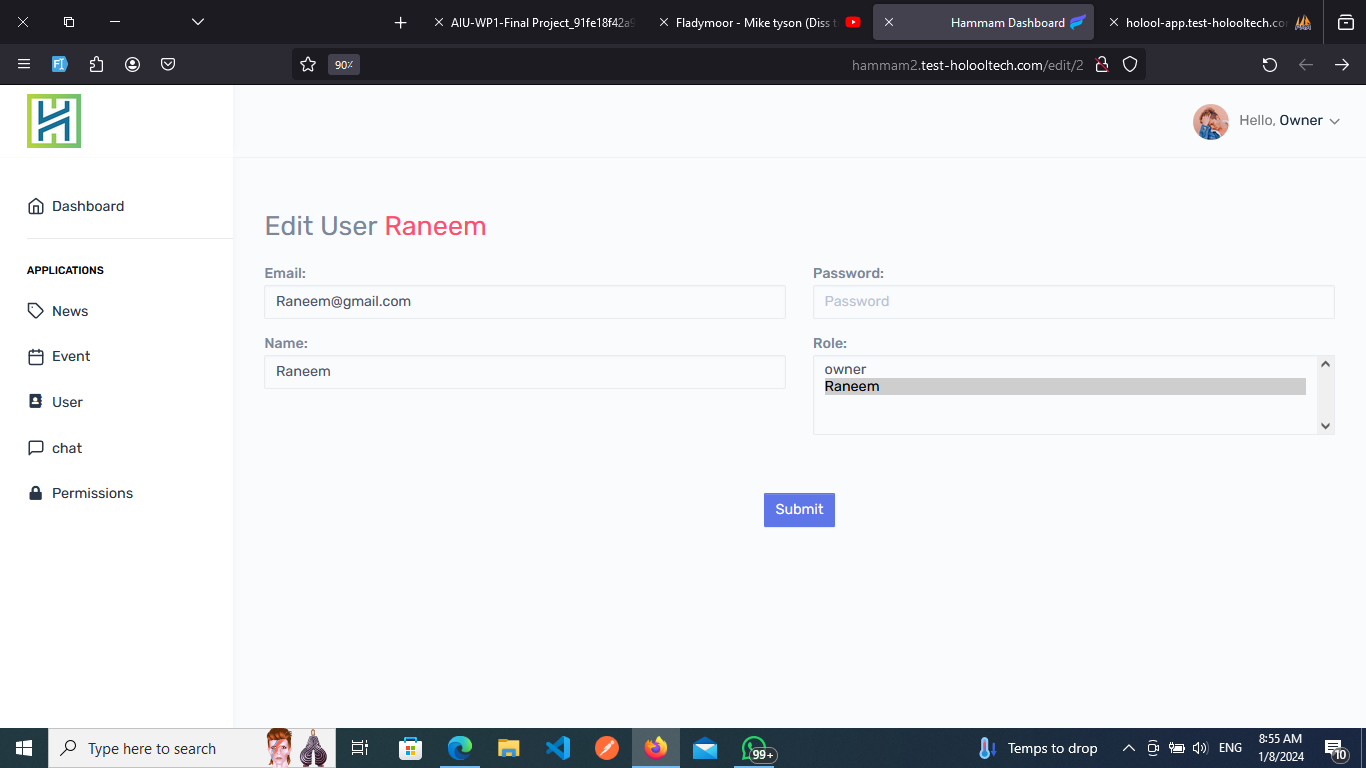 AIU-WP1-Final Project_91fe18f42a9
Fladymoor - Mike tyson (Diss t
Hammam Dashboard
holool-app.test-holooltech.co
90%
hammam2.test-holooltech.com/edit/2
Hello, Owner
Dashboard
APPLICATIONS
News
Event
User
chat
Permissions
Edit User Raneem
Email:
Raneem@gmail.com
Password:
Password
Name:
Raneem
Role:
owner
Raneem
Submit
Type here to search
99+
Temps to drop
ENG
8:55 AM
1/8/2024
10